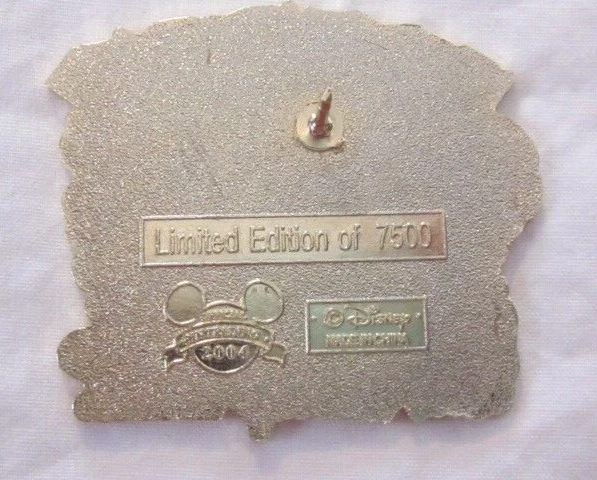 Limited Edition of 7500
2004
© Disney
MADE IN CHINA